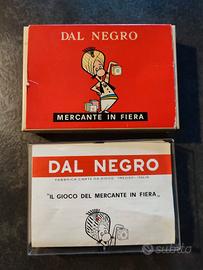 DAL NEGRO
MERCANTE IN FIERA
DAL NEGRO
FABBRICA CARTE DA GIUOCO TREVISO - ITALIA
"IL GIOCO DEL MERCANTE IN FIERA"
subito